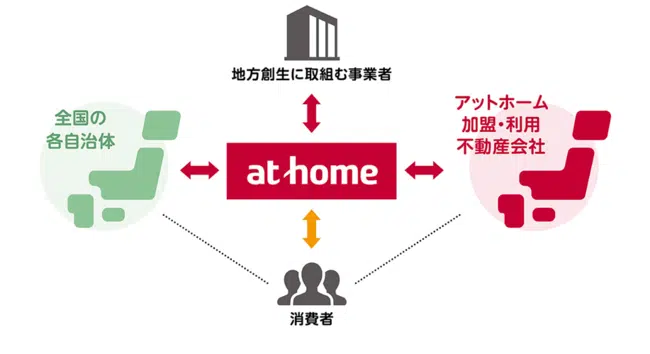 地方創生に取組む事業者
全国の
各自治体
at home
アットホーム
加盟・利用
不動産会社
消費者